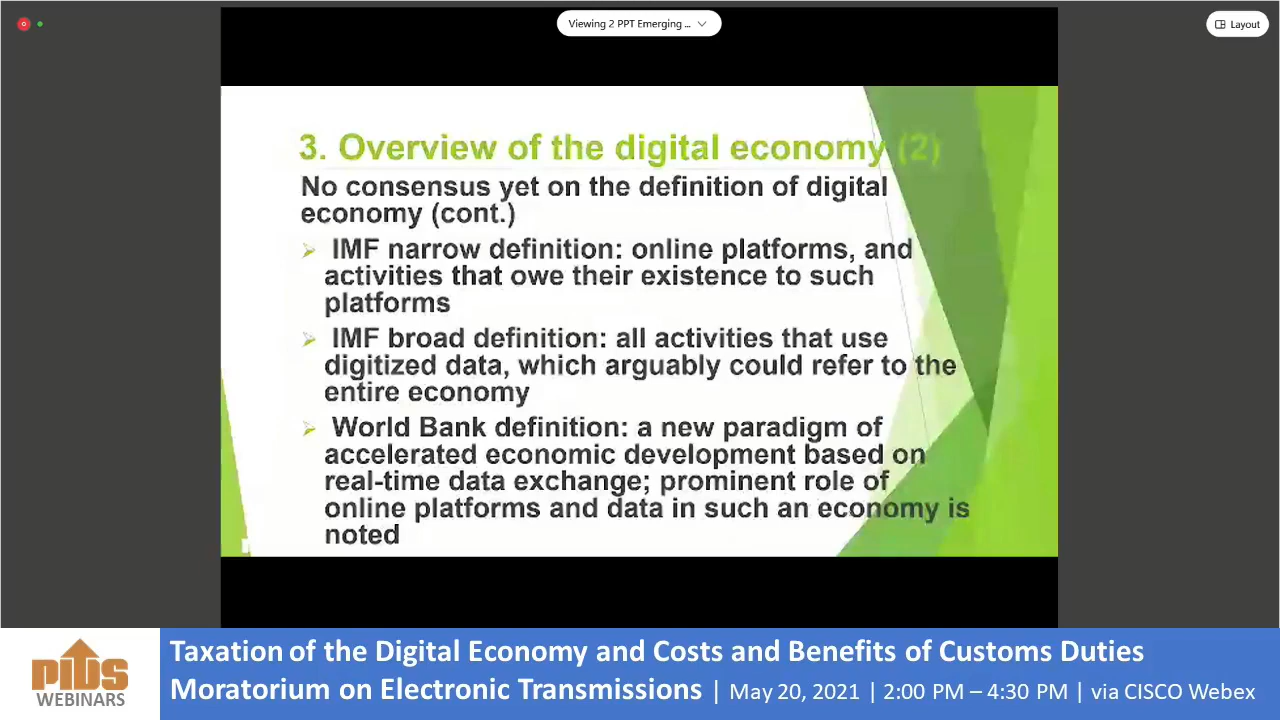 Viewing 2 PPT Emerging ...
Layout
3. Overview of the digital economy (2)
No consensus yet on the definition of digital
economy (cont.)
IMF narrow definition: online platforms, and
activities that owe their existence to such
platforms
IMF broad definition: all activities that use
digitized data, which arguably could refer to the
entire economy
World Bank definition: a new paradigm of
accelerated economic development based on
real-time data exchange; prominent role of
online platforms and data in such an economy is
noted
PIDS
WEBINARS
Taxation of the Digital Economy and Costs and Benefits of Customs Duties
Moratorium on Electronic Transmissions | May 20, 2021 | 2:00 PM – 4:30 PM | via CISCO Webex